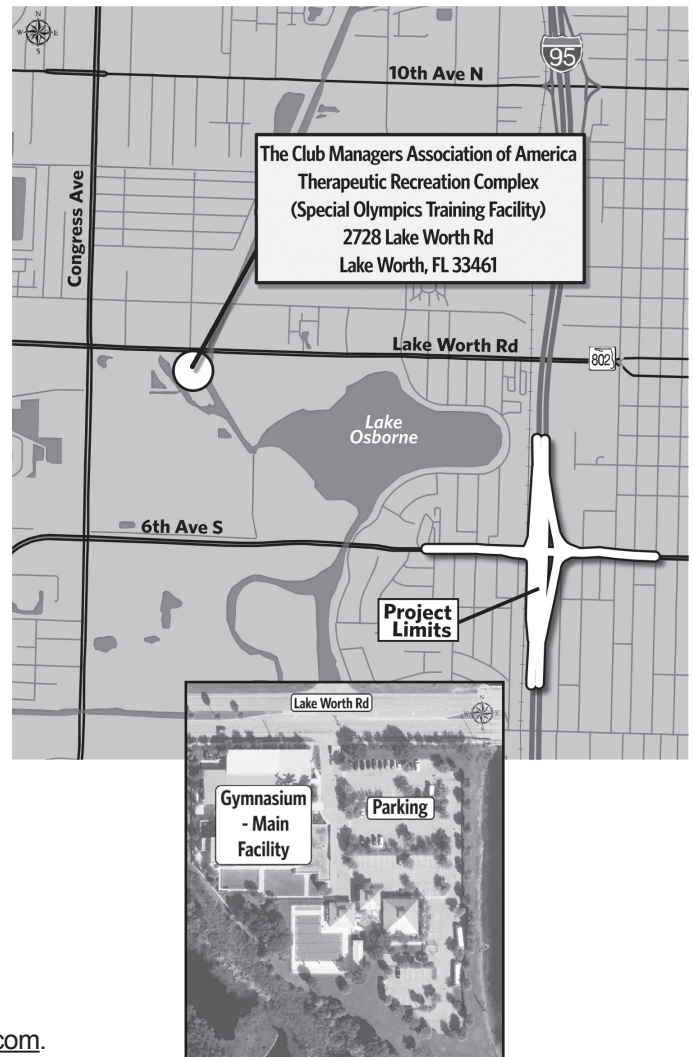 N
W E
S
95
10th Ave N
The Club Managers Association of America
Therapeutic Recreation Complex
(Special Olympics Training Facility)
2728 Lake Worth Rd
Lake Worth, FL 33461
Congress Ave
Lake Worth Rd
802
Lake
Osborne
6th Ave S
Project
Limits
Lake Worth Rd
N
W E
S
Gymnasium
- Main
Facility
Parking
com.